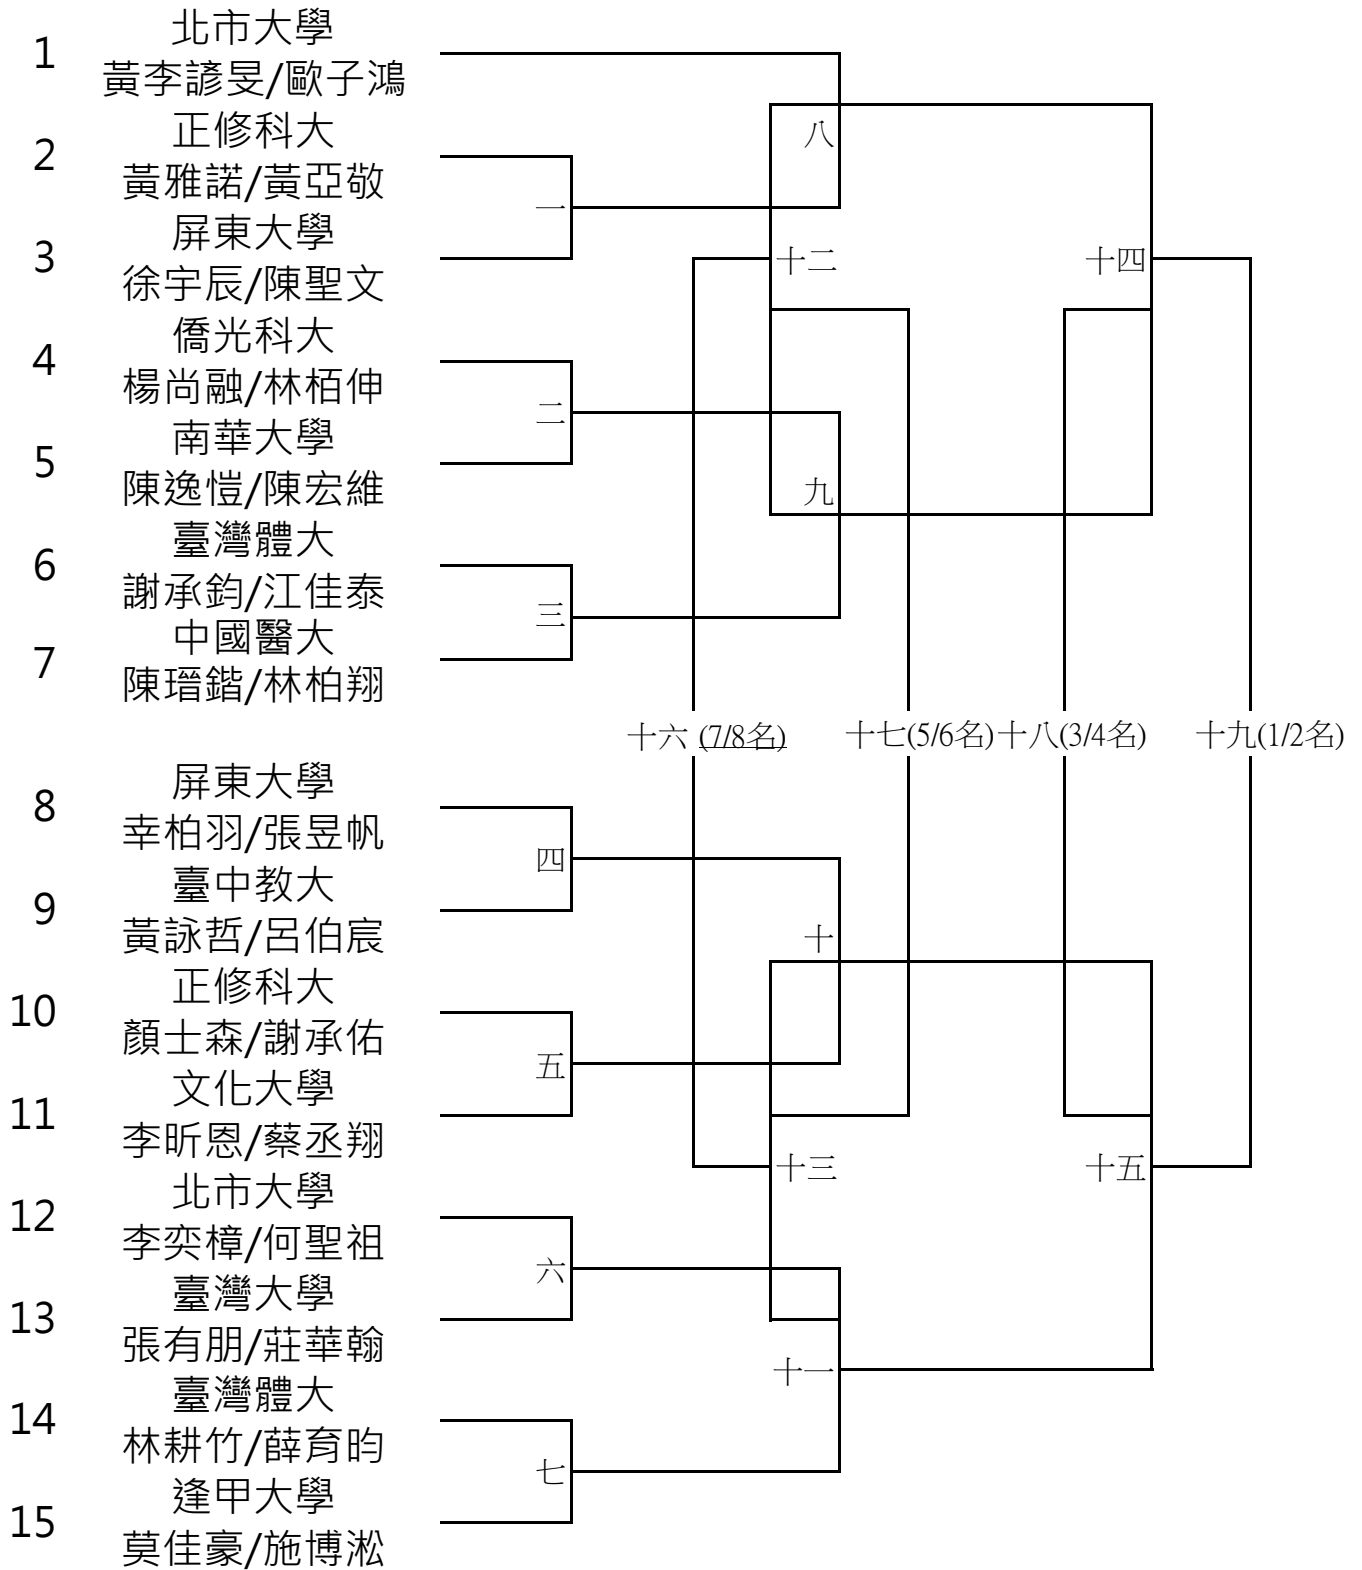 北市大學
1
黃李諺旻/歐子鴻
正修科大
八
2
黃雅諾/黃亞敬
一
屏東大學
3
十二
十四
徐宇辰/陳聖文
僑光科大
4
楊尚融/林栢伸
二
南華大學
5
陳逸愷/陳宏維
九
臺灣體大
6
謝承鈞/江佳泰
三
中國醫大
7
陳瑨鍇/林柏翔
十六 (7/8名) 十七(5/6名) 十八(3/4名) 十九(1/2名)
屏東大學
8
幸柏羽/張昱帆
四
臺中教大
9
黃詠哲/呂伯宸
十
正修科大
10
顏士森/謝承佑
五
文化大學
11
李昕恩/蔡丞翔
十三
十五
北市大學
12
李奕樟/何聖祖
六
臺灣大學
13
張有朋/莊華翰
十一
臺灣體大
14
林耕竹/薛育昀
七
逢甲大學
15
莫佳豪/施博淞